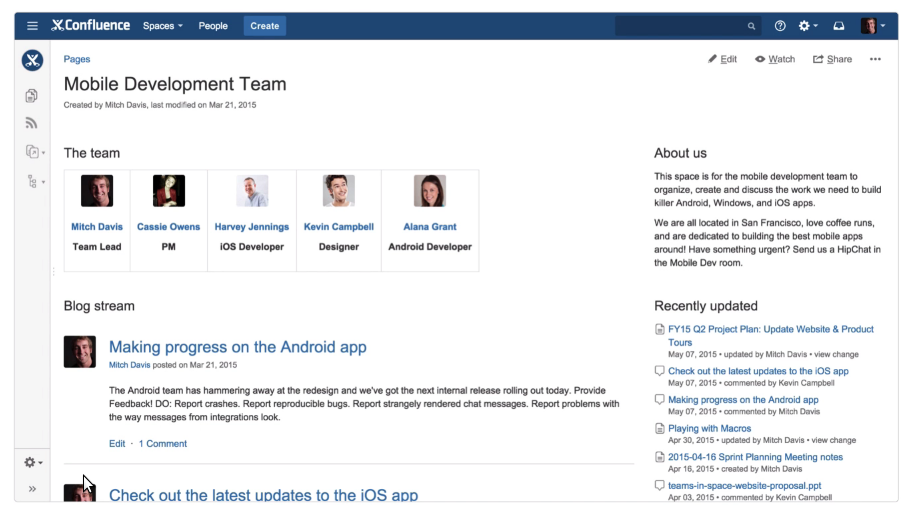 Confluence Spaces People Create
Pages
Edit Watch Share
Mobile Development Team
Created by Mitch Davis, last modified on Mar 21, 2015
The team
Mitch Davis Cassie Owens Harvey Jennings Kevin Campbell Alana Grant
Team Lead PM iOS Developer Designer Android Developer
Blog stream
Making progress on the Android app
Mitch Davis posted on Mar 21, 2015
The Android team has hammering away at the redesign and we've got the next internal release rolling out today. Provide
Feedback! DO: Report crashes. Report reproducible bugs. Report strangely rendered chat messages. Report problems with
the way messages from integrations look.
Edit · 1 Comment
Check out the latest updates to the iOS app
About us
This space is for the mobile development team to
organize, create and discuss the work we need to build
killer Android, Windows, and iOS apps.
We are all located in San Francisco, love coffee runs,
and are dedicated to building the best mobile apps
around! Have something urgent? Send us a HipChat in
the Mobile Dev room.
Recently updated
FY15 Q2 Project Plan: Update Website & Product
Tours
May 07, 2015 • updated by Mitch Davis • view change
Check out the latest updates to the iOS app
May 07, 2015 • commented by Kevin Campbell
Making progress on the Android app
May 07, 2015 • commented by Mitch Davis
Playing with Macros
Apr 30, 2015 • updated by Mitch Davis • view change
2015-04-16 Sprint Planning Meeting notes
Apr 16, 2015 • created by Mitch Davis
teams-in-space-website-proposal.ppt
Apr 03, 2015 • commented by Kevin Campbell